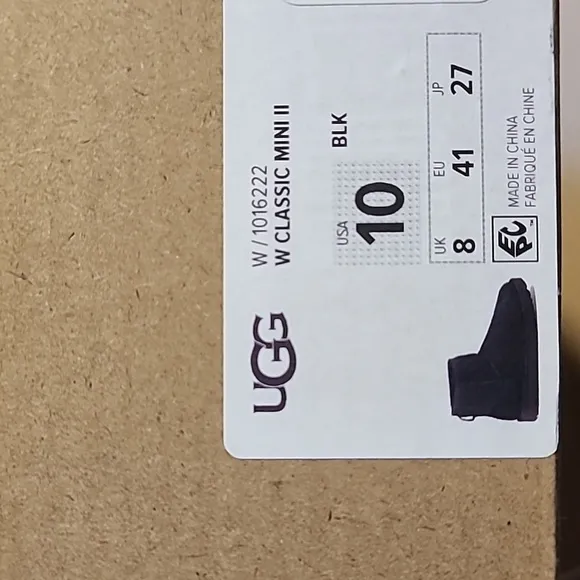 UGG
W / 1016222
W CLASSIC MINI II
USA
10
BLK
UK EU JP
8 41 27
MADE IN CHINA
FABRIQUÉ EN CHINE